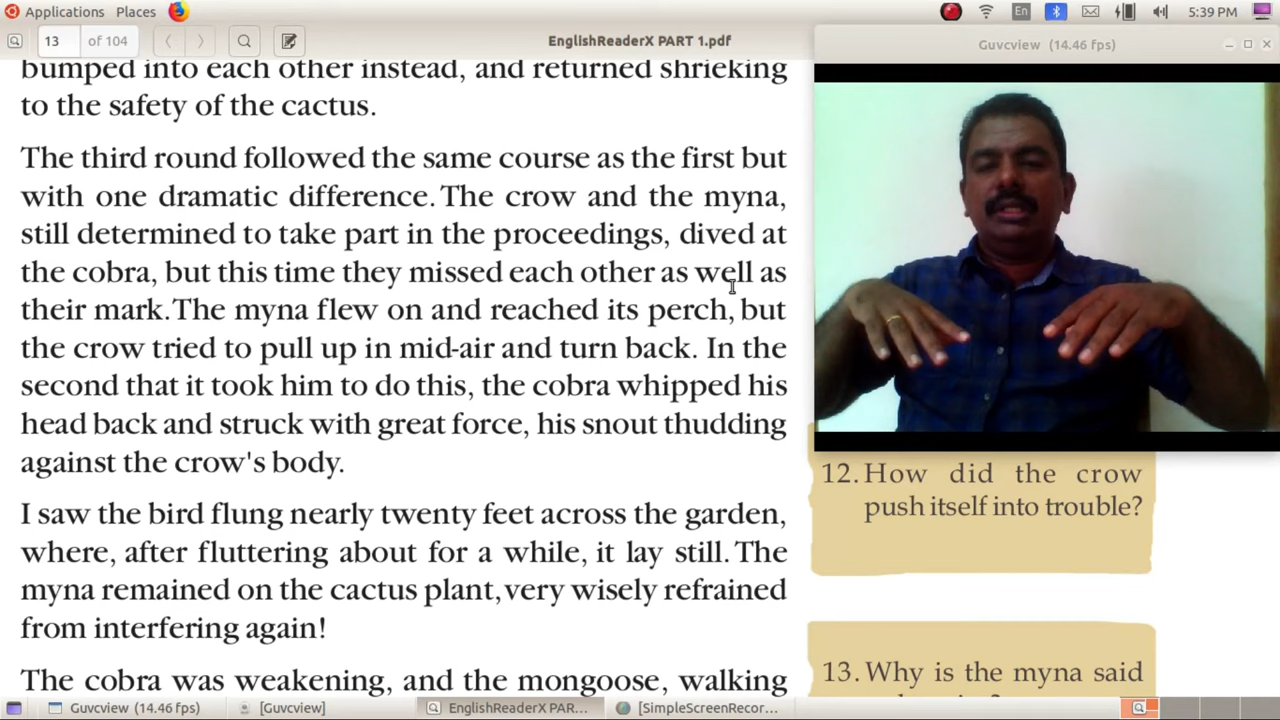 Applications Places En 5:39 PM
13 of 104 EnglishReaderX PART 1.pdf
Guvcview (14.46 fps)
bumped into each other instead, and returned shrieking
to the safety of the cactus.
The third round followed the same course as the first but
with one dramatic difference. The crow and the myna,
still determined to take part in the proceedings, dived at
the cobra, but this time they missed each other as well as
their mark. The myna flew on and reached its perch, but
the crow tried to pull up in mid-air and turn back. In the
second that it took him to do this, the cobra whipped his
head back and struck with great force, his snout thudding
against the crow's body.
I saw the bird flung nearly twenty feet across the garden,
where, after fluttering about for a while, it lay still. The
myna remained on the cactus plant, very wisely refrained
from interfering again!
The cobra was weakening, and the mongoose, walking
12. How did the crow
push itself into trouble?
13. Why is the myna said
Guvcview (14.46 fps) [Guvcview] EnglishReaderX PAR... [SimpleScreenRecor...